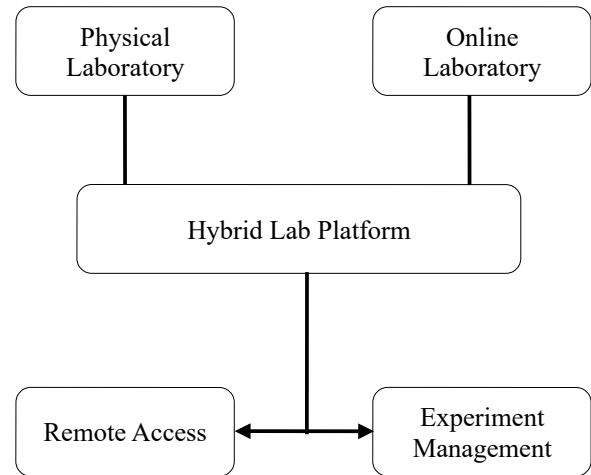 Physical
Laboratory
Online
Laboratory
Hybrid Lab Platform
Remote Access
Experiment
Management